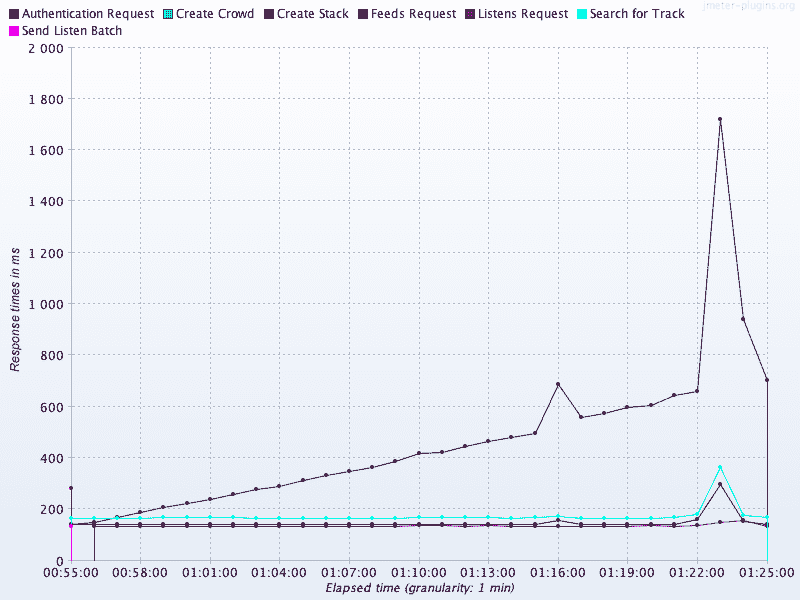 jmeter-plugins.org
Authentication Request Create Crowd Create Stack Feeds Request Listens Request Search for Track
Send Listen Batch
2 000
1 800
1 600
1 400
1 200
1 000
800
600
400
200
0
Response times in ms
00:55:00 00:58:00 01:01:00 01:04:00 01:07:00 01:10:00 01:13:00 01:16:00 01:19:00 01:22:00 01:25:00
Elapsed time (granularity: 1 min)